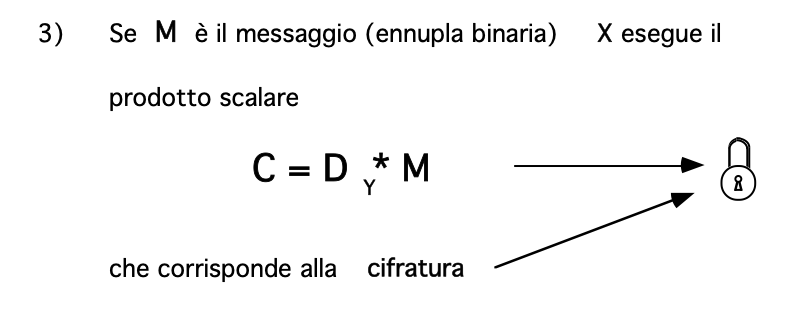 3) Se M è il messaggio (ennupla binaria) X esegue il
prodotto scalare
C = D Y * M
che corrisponde alla cifratura